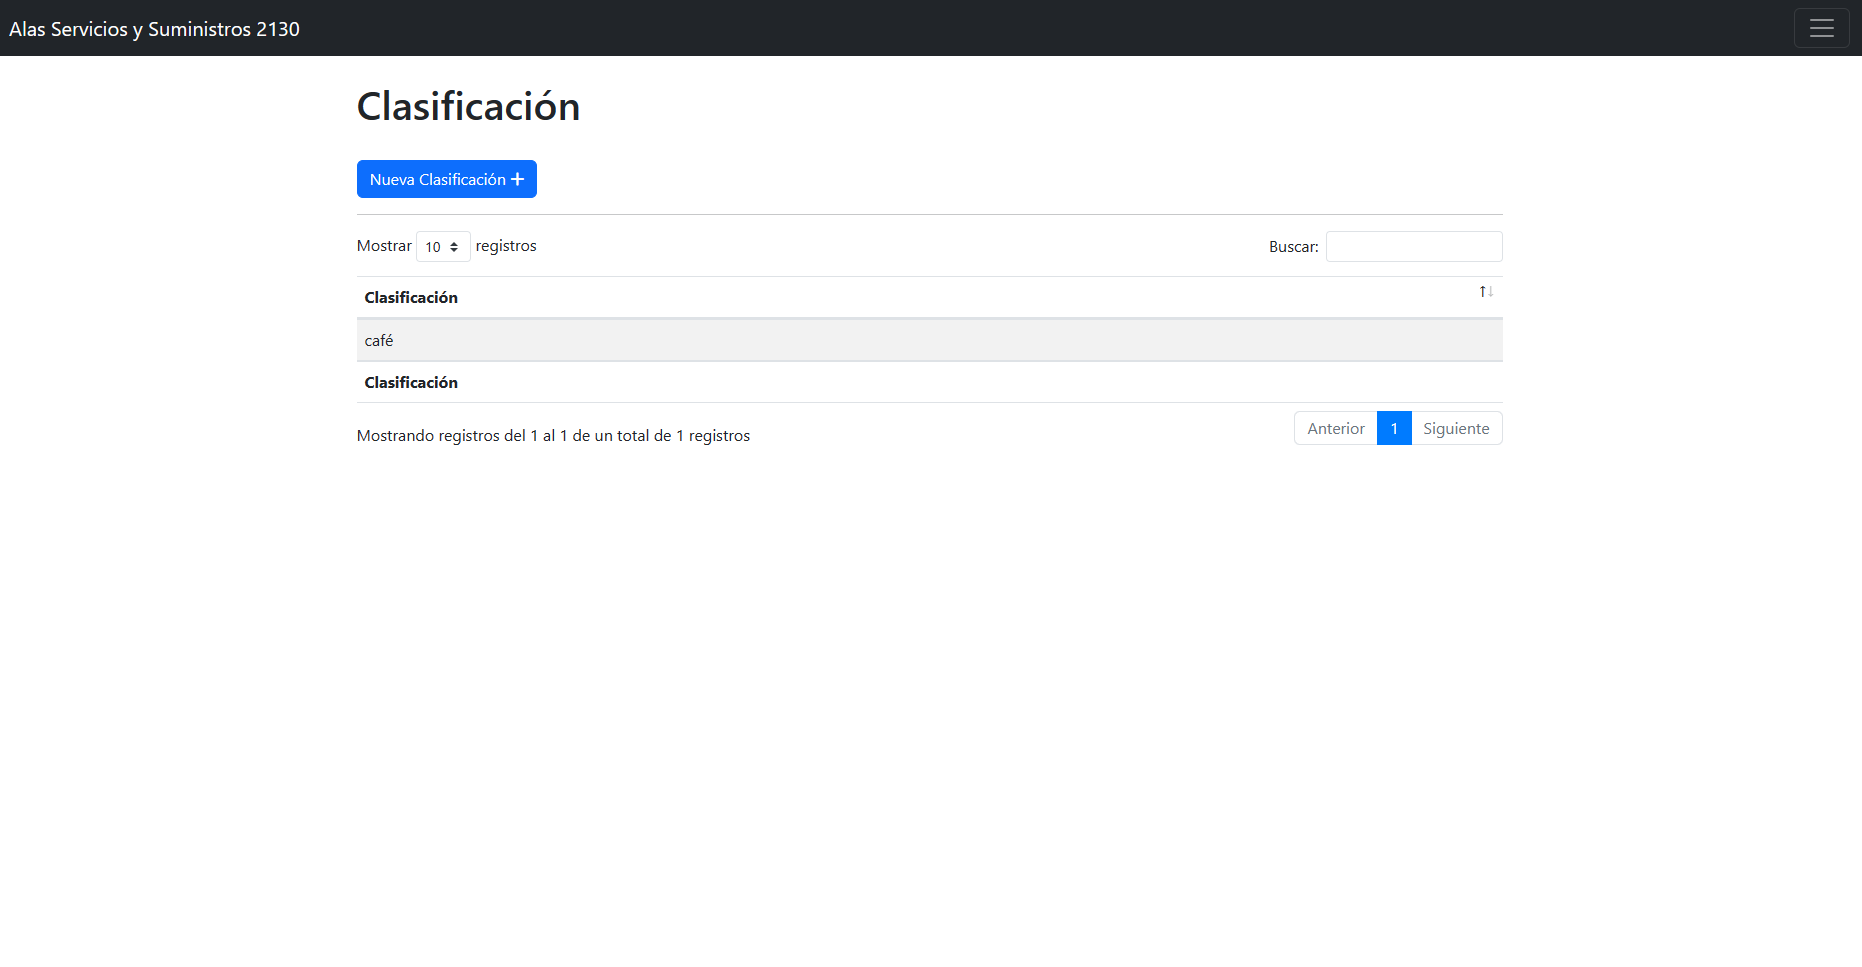 Alas Servicios y Suministros 2130
Clasificación
Nueva Clasificación +
Mostrar 10 registros
Buscar:
Clasificación
café
Clasificación
Mostrando registros del 1 al 1 de un total de 1 registros
Anterior 1 Siguiente